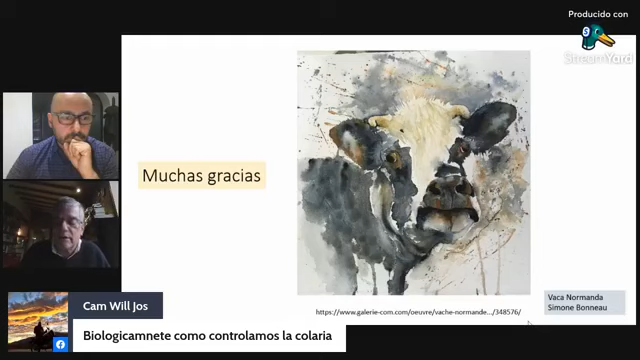 Producido con
StreamYard
Muchas gracias
Vaca Normanda
Simone Bonneau
https://www.galerie-com.com/oeuvre/vache-normande.../348576/
Cam Will Jos
Biologicamnete como controlamos la colaria